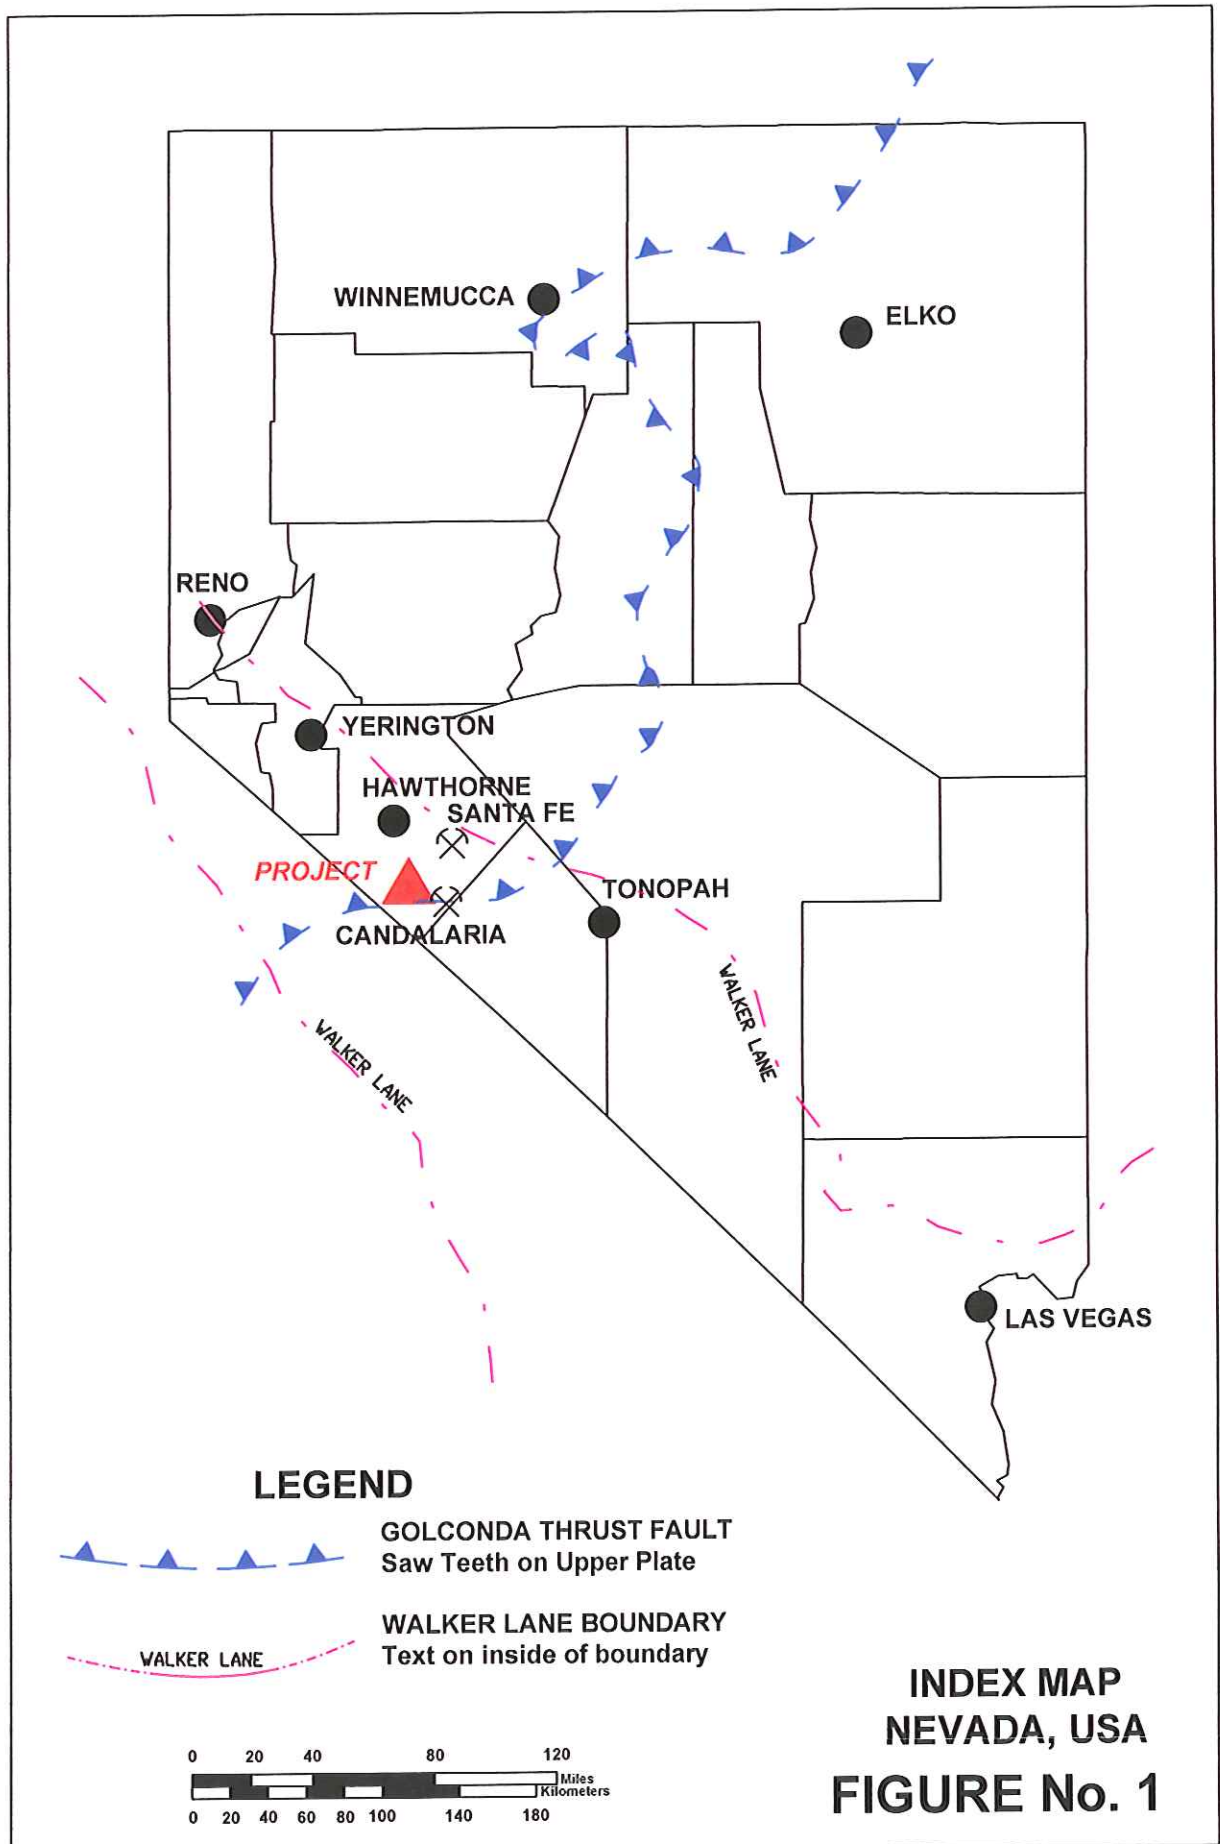 WINNEMUCCA
ELKO
RENO
YERINGTON
HAWTHORNE
SANTA FE
PROJECT
TONOPAH
CANDALARIA
WALKER LANE
WALKER LANE
LAS VEGAS
LEGEND
GOLCONDA THRUST FAULT
Saw Teeth on Upper Plate
WALKER LANE BOUNDARY
Text on inside of boundary
WALKER LANE
INDEX MAP
NEVADA, USA
FIGURE No. 1
0 20 40 80 120
Miles
Kilometers
0 20 40 60 80 100 140 180